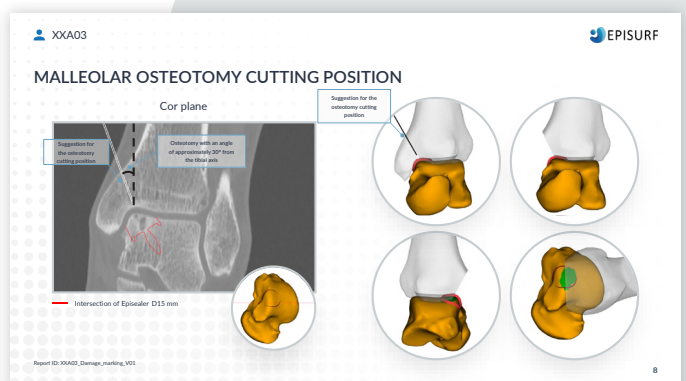 XXA03
EPISURF
MALLEOLAR OSTEOTOMY CUTTING POSITION
Cor plane
Suggestion for
the osteotomy
cutting position
Osteotomy with an angle
of approximately 30° from
the tibial axis
Suggestion for the
osteotomy cutting
position
Intersection of Episealer D15 mm
Report ID: XXA03_Damage_marking_V01
8